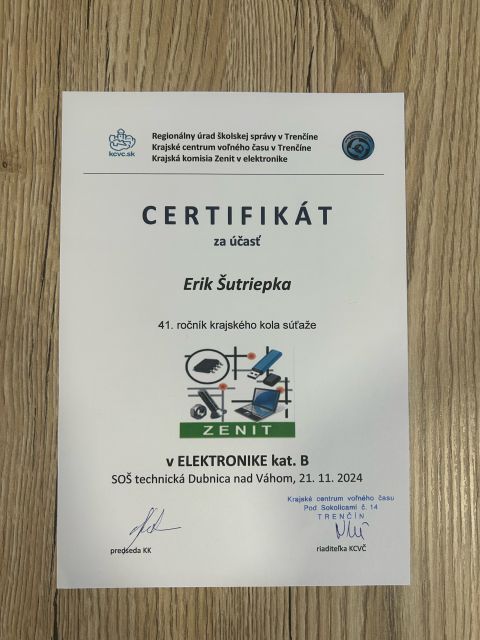 kcvc.sk
Regionálny úrad školskej správy v Trenčíne
Krajské centrum voľného času v Trenčíne
Krajská komisia Zenit v elektronike
CERTIFIKÁT
za účasť
Erik Šutriepka
41. ročník krajského kola súťaže
ZENIT
v ELEKTRONIKE kat. B
SOŠ technická Dubnica nad Váhom, 21. 11. 2024
Krajské centrum voľného času
Pod Sokolicami č. 14
TRENČÍN
predseda KK
riaditeľka KCVČ